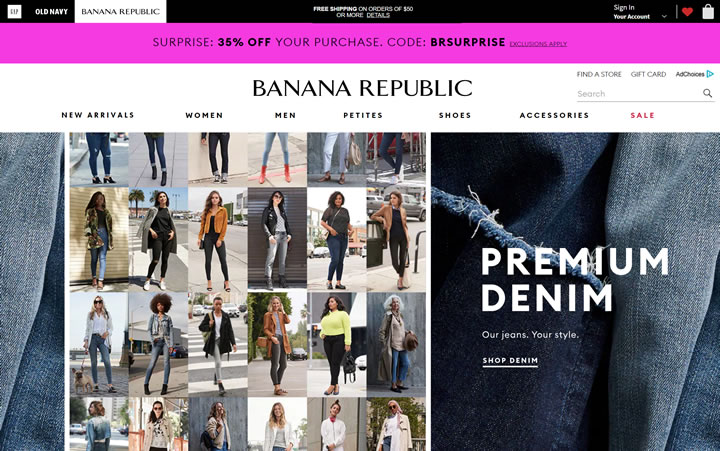 GAP
OLD NAVY
BANANA REPUBLIC
FREE SHIPPING ON ORDERS OF $50
OR MORE DETAILS
Sign In
Your Account
SURPRISE: 35% OFF YOUR PURCHASE. CODE: BRSURPRISE EXCLUSIONS APPLY
FIND A STORE
GIFT CARD
AdChoices
BANANA REPUBLIC
Search
NEW ARRIVALS
WOMEN
MEN
PETITES
SHOES
ACCESSORIES
SALE
PREMIUM
DENIM
Our jeans. Your style.
SHOP DENIM